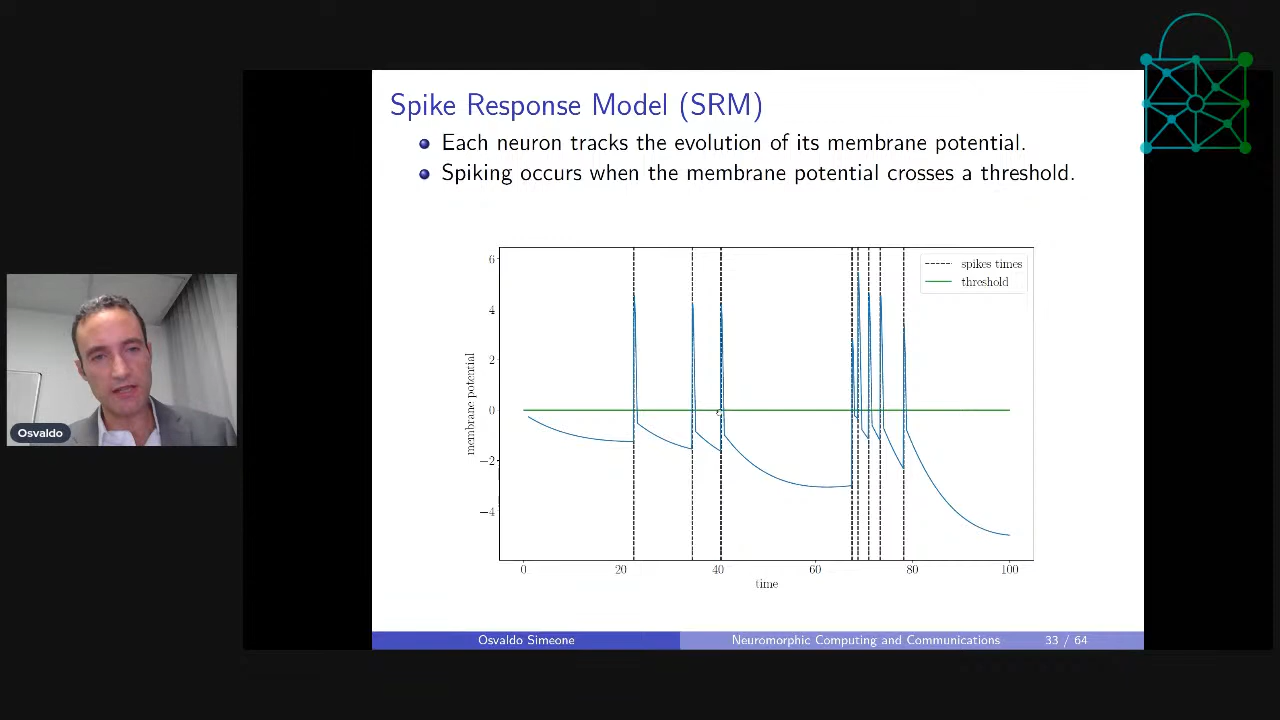 Spike Response Model (SRM)
Each neuron tracks the evolution of its membrane potential.
Spiking occurs when the membrane potential crosses a threshold.
6
4
2
0
−2
−4
membrane potential
spikes times
threshold
0 20 40 60 80 100
time
Osvaldo
Osvaldo Simeone Neuromorphic Computing and Communications 33 / 64